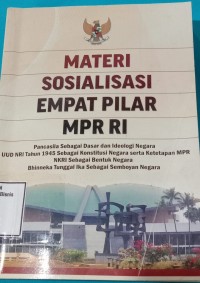 MATERI
SOSIALISASI
EMPAT PILAR
MPR RI
Pancasila Sebagai Dasar dan Ideologi Negara
UUD NRI Tahun 1945 Sebagai Konstitusi Negara serta Ketetapan MPR
NKRI Sebagai Bentuk Negara
Bhinneka Tunggal Ika Sebagai Semboyan Negara